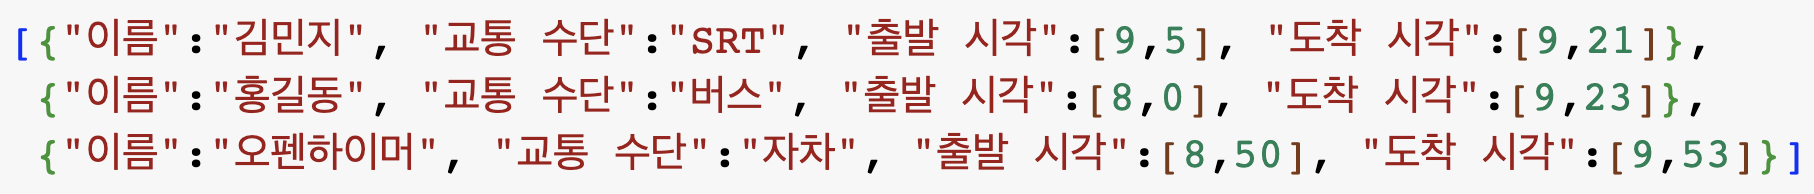 [{"이름":"김민지", "교통 수단":"SRT", "출발 시각":[9,5], "도착 시각":[9,21]},
{"이름":"홍길동", "교통 수단":"버스", "출발 시각":[8,0], "도착 시각":[9,23]},
{"이름":"오펜하이머", "교통 수단":"자차", "출발 시각":[8,50], "도착 시각":[9,53]}]